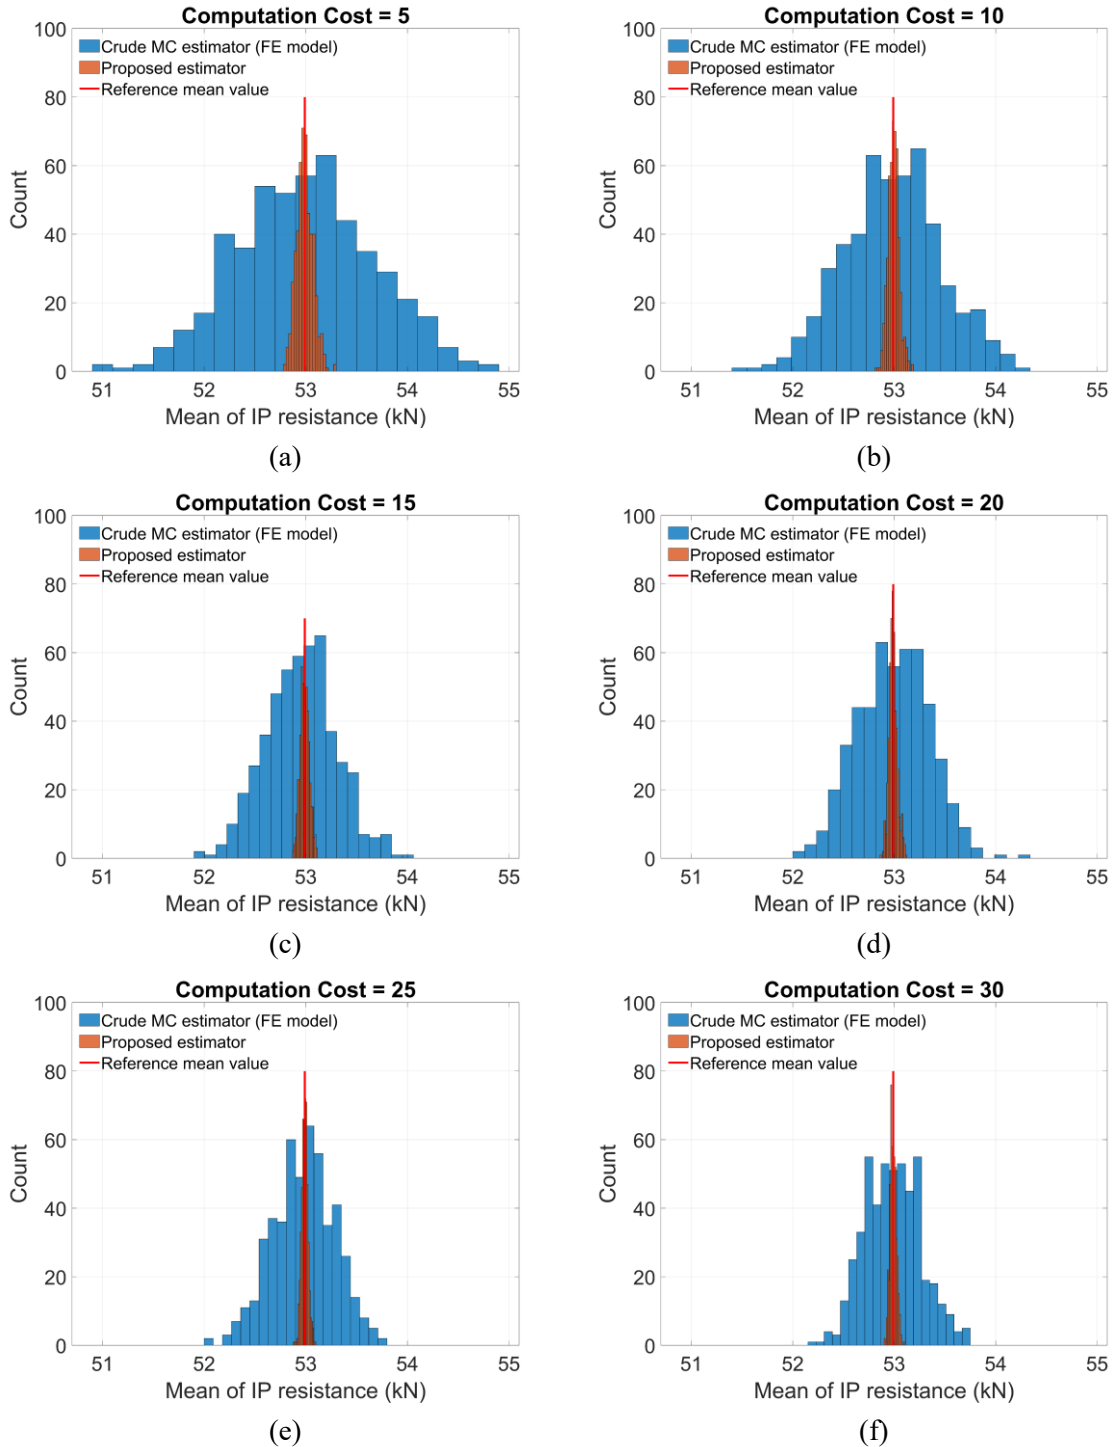 Computation Cost = 5
100
80
60
40
20
0
Count
Crude MC estimator (FE model)
Proposed estimator
Reference mean value
51 52 53 54 55
Mean of IP resistance (kN)
(a)
Computation Cost = 10
100
80
60
40
20
0
Count
Crude MC estimator (FE model)
Proposed estimator
Reference mean value
51 52 53 54 55
Mean of IP resistance (kN)
(b)
Computation Cost = 15
100
80
60
40
20
0
Count
Crude MC estimator (FE model)
Proposed estimator
Reference mean value
51 52 53 54 55
Mean of IP resistance (kN)
(c)
Computation Cost = 20
100
80
60
40
20
0
Count
Crude MC estimator (FE model)
Proposed estimator
Reference mean value
51 52 53 54 55
Mean of IP resistance (kN)
(d)
Computation Cost = 25
100
80
60
40
20
0
Count
Crude MC estimator (FE model)
Proposed estimator
Reference mean value
51 52 53 54 55
Mean of IP resistance (kN)
(e)
Computation Cost = 30
100
80
60
40
20
0
Count
Crude MC estimator (FE model)
Proposed estimator
Reference mean value
51 52 53 54 55
Mean of IP resistance (kN)
(f)